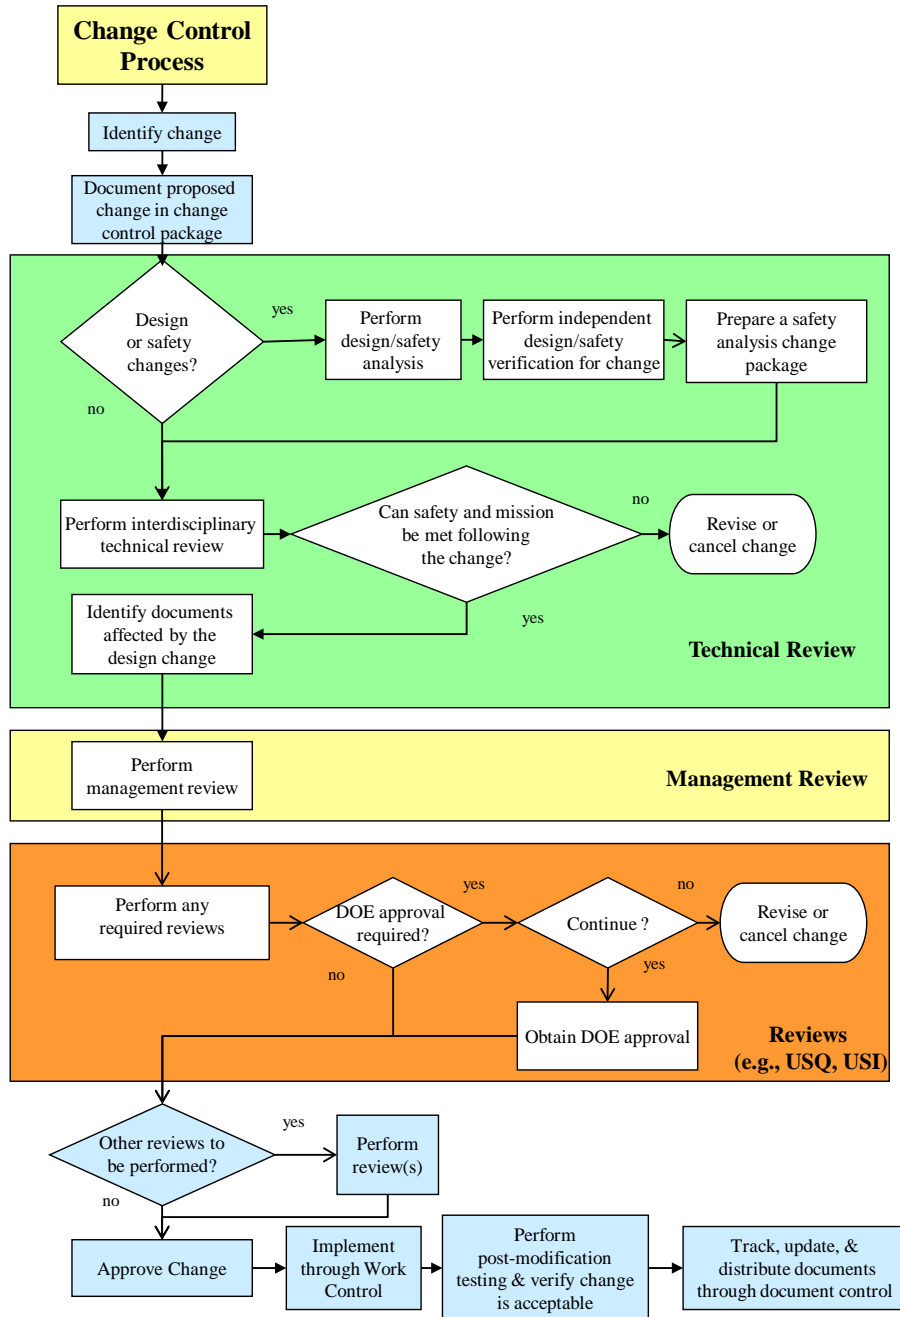 Change Control
Process
Identify change
Document proposed
change in change
control package
Design
or safety
changes?
yes
no
Perform
design/safety
analysis
Perform independent
design/safety
verification for change
Prepare a safety
analysis change
package
Perform interdisciplinary
technical review
Can safety and mission
be met following
the change?
no
Revise or
cancel change
yes
Identify documents
affected by the
design change
Technical Review
Perform
management review
Management Review
Perform any
required reviews
DOE approval
required?
yes
no
Continue ?
no
yes
Revise or
cancel change
Obtain DOE approval
Reviews
(e.g., USQ, USI)
Other reviews to
be performed?
yes
no
Perform
review(s)
Approve Change
Implement
through Work
Control
Perform
post-modification
testing & verify change
is acceptable
Track, update, &
distribute documents
through document control